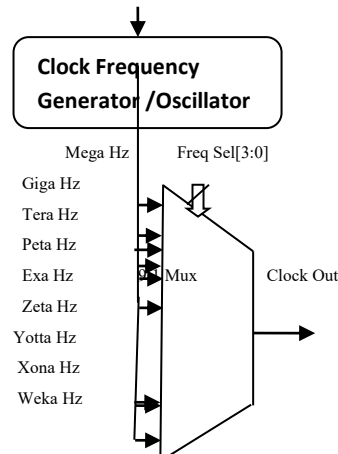 Clock Frequency
Generator /Oscillator
Mega Hz Freq Sel[3:0]
Giga Hz
Tera Hz
Peta Hz
Exa Hz Mux Clock Out
Zeta Hz
Yotta Hz
Xona Hz
Weka Hz